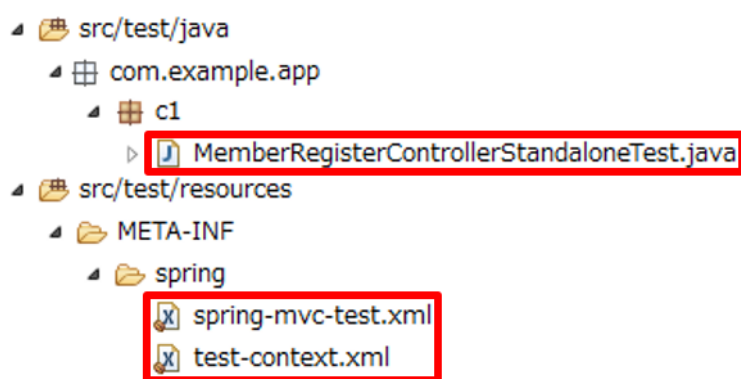 src/test/java
com.example.app
c1
MemberRegisterControllerStandaloneTest.java
src/test/resources
META-INF
spring
spring-mvc-test.xml
test-context.xml